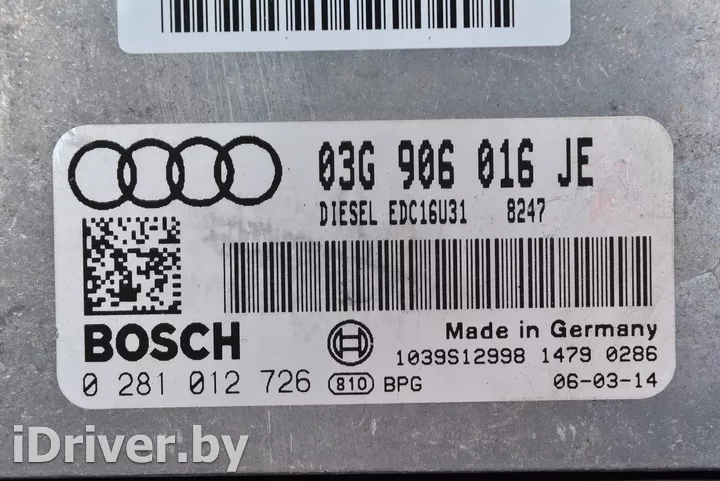 03G 906 016 JE
DIESEL EDC16U31 8247
BOSCH
Made in Germany
1039S12998 1479 0286
0 281 012 726 810 BPG 06-03-14
iDriver.by